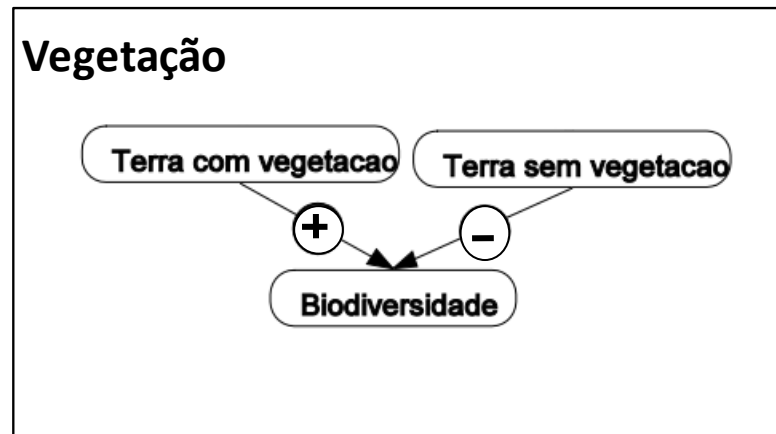 Vegetação
Terra com vegetacao
Terra sem vegetacao
+
–
Biodiversidade